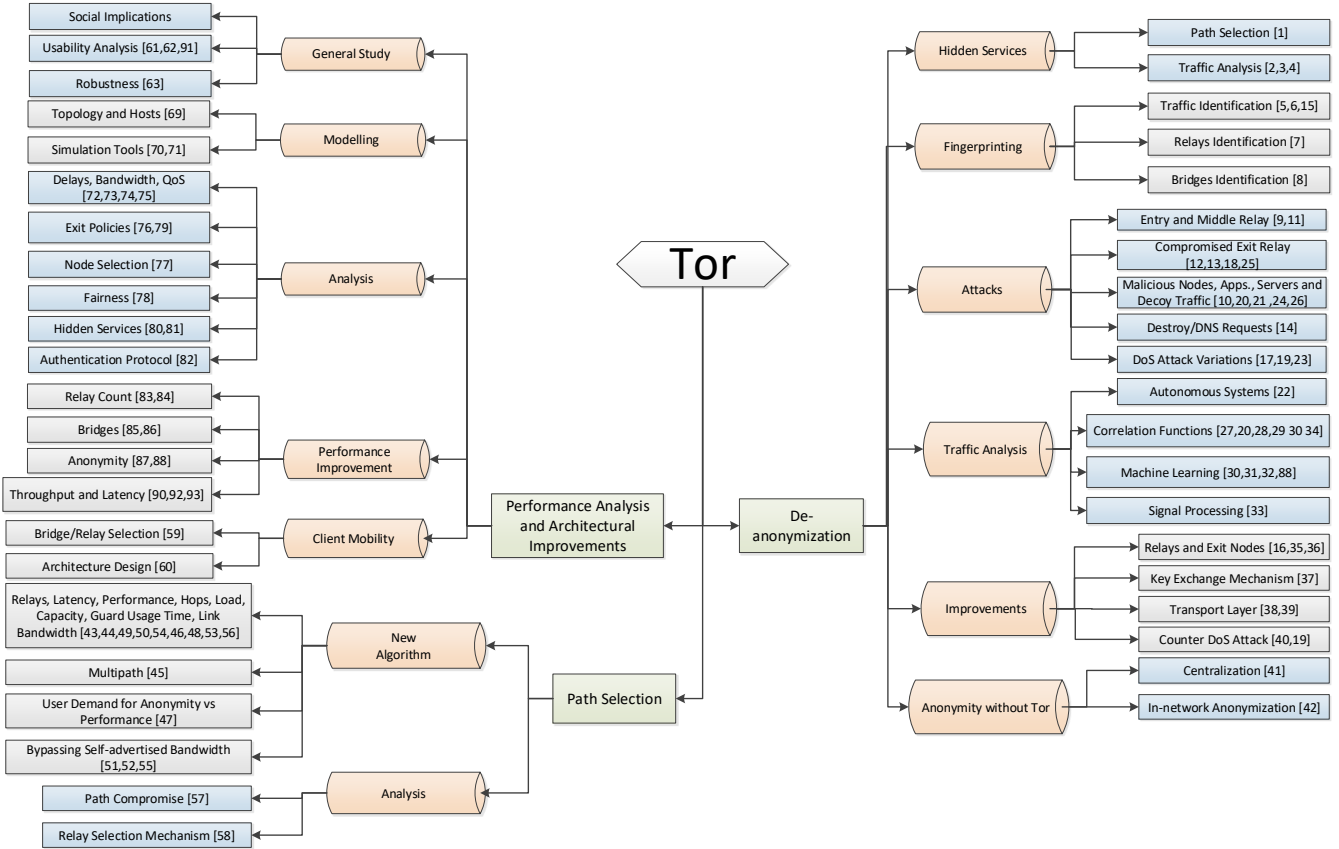 Tor
Performance Analysis
and Architectural
Improvements
General Study
Social Implications
Usability Analysis [61,62,91]
Robustness [63]
Modelling
Topology and Hosts [69]
Simulation Tools [70,71]
Analysis
Delays, Bandwidth, QoS
[72,73,74,75]
Exit Policies [76,79]
Node Selection [77]
Fairness [78]
Hidden Services [80,81]
Authentication Protocol [82]
Performance
Improvement
Relay Count [83,84]
Bridges [85,86]
Anonymity [87,88]
Throughput and Latency [90,92,93]
Client Mobility
Bridge/Relay Selection [59]
Architecture Design [60]
Path Selection
New
Algorithm
Relays, Latency, Performance, Hops, Load,
Capacity, Guard Usage Time, Link
Bandwidth [43,44,49,50,54,46,48,53,56]
Multipath [45]
User Demand for Anonymity vs
Performance [47]
Bypassing Self-advertised Bandwidth
[51,52,55]
Analysis
Path Compromise [57]
Relay Selection Mechanism [58]
De-
anonymization
Hidden Services
Path Selection [1]
Traffic Analysis [2,3,4]
Fingerprinting
Traffic Identification [5,6,15]
Relays Identification [7]
Bridges Identification [8]
Attacks
Entry and Middle Relay [9,11]
Compromised Exit Relay
[12,13,18,25]
Malicious Nodes, Apps., Servers and
Decoy Traffic [10,20,21 ,24,26]
Destroy/DNS Requests [14]
DoS Attack Variations [17,19,23]
Traffic Analysis
Autonomous Systems [22]
Correlation Functions [27,20,28,29 30 34]
Machine Learning [30,31,32,88]
Signal Processing [33]
Improvements
Relays and Exit Nodes [16,35,36]
Key Exchange Mechanism [37]
Transport Layer [38,39]
Counter DoS Attack [40,19]
Anonymity without Tor
Centralization [41]
In-network Anonymization [42]